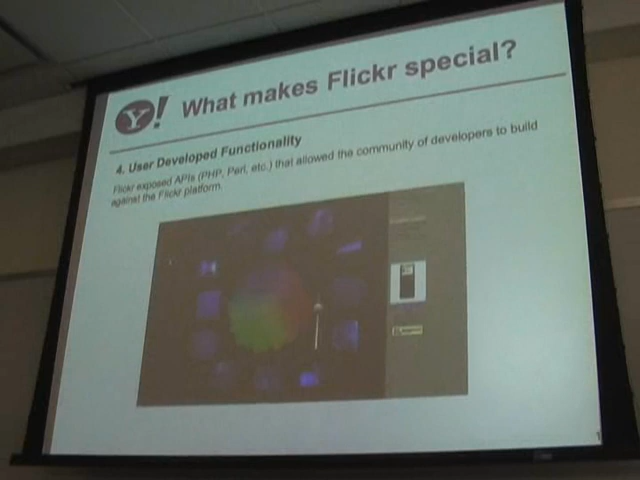 Y! What makes Flickr special?
4. User Developed Functionality
Flickr exposed APIs (PHP, Perl, etc.) that allowed the community of developers to build
against the Flickr platform.